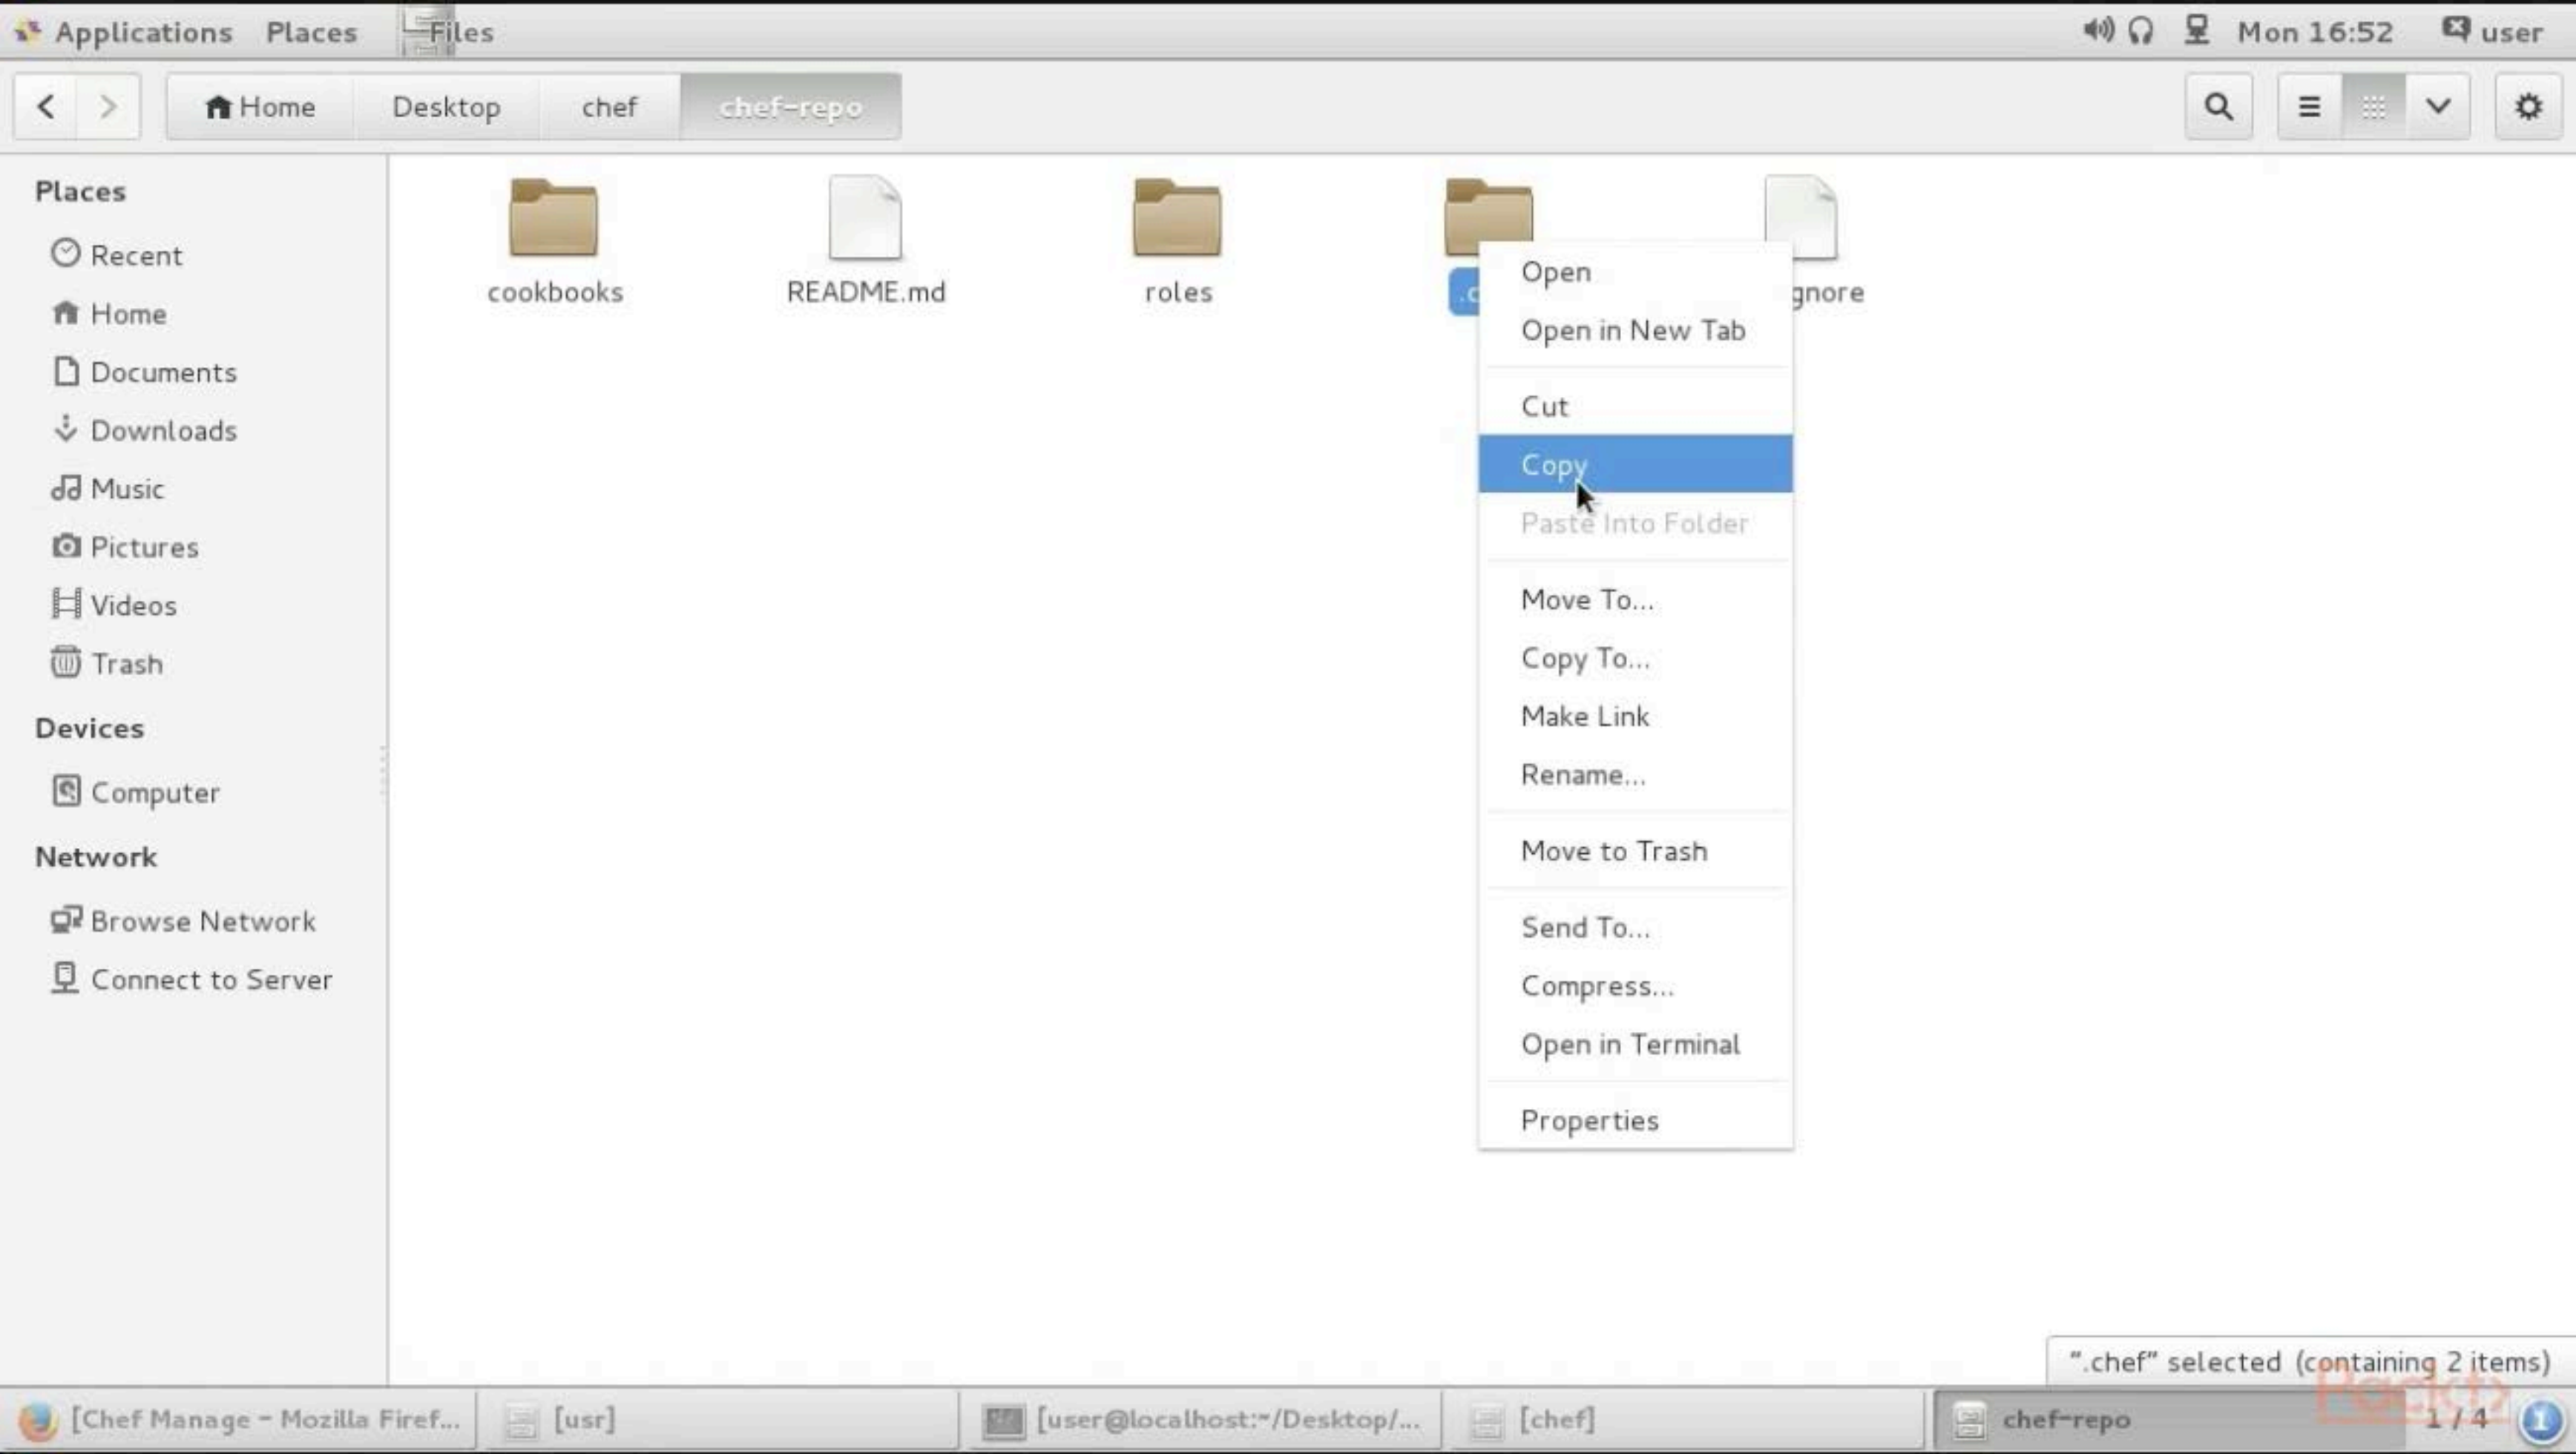 Applications Places Files Mon 16:52 user
Home Desktop chef chef-repo
Places
Recent
Home
Documents
Downloads
Music
Pictures
Videos
Trash
Devices
Computer
Network
Browse Network
Connect to Server
cookbooks README.md roles .c gnore
Open
Open in New Tab
Cut
Copy
Paste Into Folder
Move To...
Copy To...
Make Link
Rename...
Move to Trash
Send To...
Compress...
Open in Terminal
Properties
".chef" selected (containing 2 items)
Packt>
[Chef Manage - Mozilla Firef... [usr] [user@localhost:~/Desktop/... [chef] chef-repo 1 / 4 1